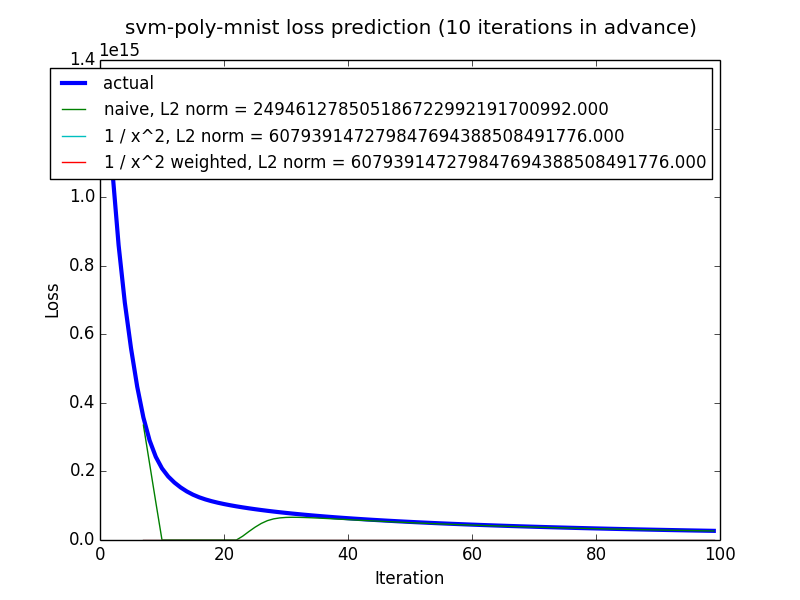 svm-poly-mnist loss prediction (10 iterations in advance)
1e15
1.4
actual
naive, L2 norm = 249461278505186722992191700992.000
1 / x^2, L2 norm = 607939147279847694388508491776.000
1 / x^2 weighted, L2 norm = 607939147279847694388508491776.000
1.0
0.8
Loss
0.6
0.4
0.2
0.0
0 20 40 60 80 100
Iteration